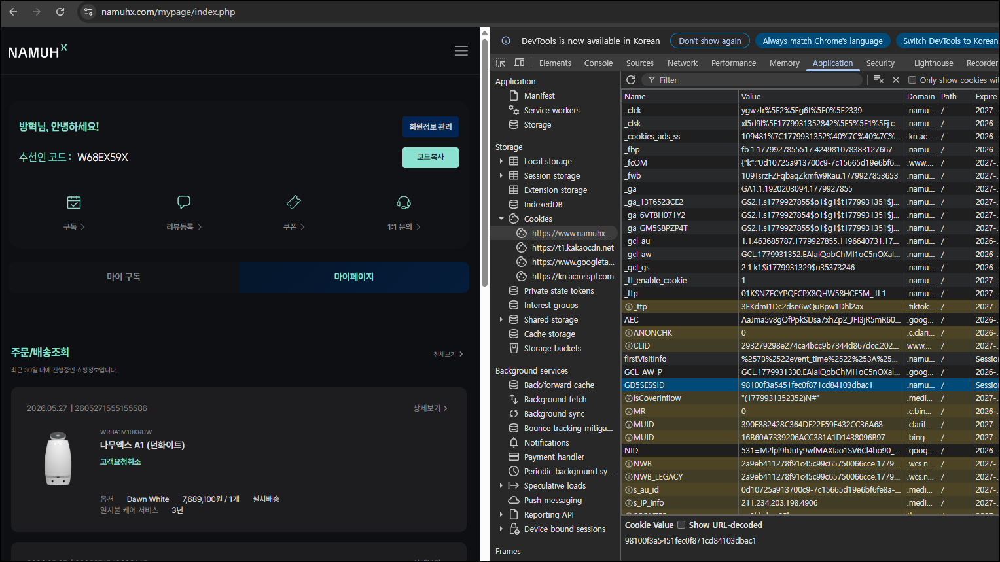 namuhx.com/mypage/index.php
NAMUHX
방혁님, 안녕하세요!
회원정보 관리
추천인 코드 : W68EX59X
코드복사
구독
리뷰등록
쿠폰
1:1 문의
마이 구독
마이페이지
주문/배송조회
전체보기
최근 30일 내에 진행중인 쇼핑정보입니다.
2026.05.27 | 2605271555155586
상세보기
WRBA1M10KRDW
나무엑스 A1 (던화이트)
고객요청취소
옵션 Dawn White 7,689,100원 / 1개 설치배송
일시불 케어 서비스 3년
DevTools is now available in Korean
Don't show again
Always match Chrome's language
Switch DevTools to Korean
Elements Console Sources Network Performance Memory Application Security Lighthouse Recorder
Application
Manifest
Service workers
Storage
Storage
Local storage
Session storage
Extension storage
IndexedDB
Cookies
https://www.namuhx....
https://t1.kakaocdn.net
https://www.googleta...
https://kn.acrosspf.com
Private state tokens
Interest groups
Shared storage
Cache storage
Storage buckets
Background services
Back/forward cache
Background fetch
Background sync
Bounce tracking mitiga...
Notifications
Payment handler
Periodic background sy...
Speculative loads
Push messaging
Reporting API
Device bound sessions
Frames
Filter
Only show cookies wit
Name Value Domain Path Expire...
_clck ygwzfr%5E2%5Eg6f%5E0%5E2339 .namu... / 2027-...
_clsk xl5d9l%5E1779931352842%5E5%5E1%5Ej.c... .namu... / 2026-...
_cookies_ads_ss 109481%7C1779931352%40%7C%40%7C%... .kn.ac... / 2026-...
_fbp fb.1.1779927855517.424981078383127667 .namu... / 2027-...
_fcOM {"k":"0d10725a913700c9-7c15665d19e6bf6... .www.... / 2027-...
_fwb 109TsrzFZFqbaqZkmfw9Rau.1779927853653 .namu... / 2027-...
_ga GA1.1.1920203094.1779927855 .namu... / 2027-...
_ga_13T6523CE2 GS2.1.s1779927855$o1$g1$t1779931351$j... .namu... / 2027-...
_ga_6VT8H071Y2 GS2.1.s1779927854$o1$g1$t1779931351$j... .namu... / 2027-...
_ga_GM5S8PZP4T GS2.1.s1779927855$o1$g1$t1779931351$j... .namu... / 2027-...
_gcl_au 1.1.463685787.1779927855.1196640731.17... .namu... / 2026-...
_gcl_aw GCL.1779931352.EAIaIQobChMI1oC5nOXal... .namu... / 2026-...
_gcl_gs 2.1.k1$i1779931329$u35373246 .namu... / 2026-...
_tt_enable_cookie 1 .namu... / 2027-...
_ttp 01KSNZFCYPQFCPX8QHW58HCF5M_.tt.1 .namu... / 2027-...
_ttp 3EKdmI1Dc2dsn6wQuBpw1Dhl2ax .tiktok... / 2027-...
AEC AaJma5v8gOfPpkSDsa7xhZp2_JFI3jR5mR60... .goog... / 2026-...
ANONCHK 0 .c.clari... / 2026-...
CLID 293279298e274ca4bcc9b7344d867dcc.202... www.... / 2027-...
firstVisitInfo %257B%2522event_time%2522%253A%25... .namu... / Sessio
GCL_AW_P GCL.1779931330.EAIaIQobChMI1oC5nOXal... .goog... / 2026-...
GD5SESSID 98100f3a5451fec0f871cd84103dbac1 .namu... / Sessio
isCoverInflow "(1779931352352)N#" .medi... / 2027-...
MR 0 .c.bin... / 2026-...
MUID 390E882428C364DE22E59F432CC36A68 .clarit... / 2027-...
MUID 16B60A7339206ACC381A1D1438096B97 .bing.... / 2027-...
NID 531=M2lpl9hJuty9wfMAXIao1SV6Cl4bo90_... .goog... / 2026-...
NWB 2a9eb411278f91c45c99c65750066cce.1779... .wcs.n... / 2027-...
NWB_LEGACY 2a9eb411278f91c45c99c65750066cce.1779... .wcs.n... / 2027-...
s_au_id 0d10725a913700c9-7c15665d19e6bf6fe8a-... .medi... / 2027-...
s_IP_info 211.234.203.198.4906 .medi... / 2027-...
Cookie Value Show URL-decoded
98100f3a5451fec0f871cd84103dbac1